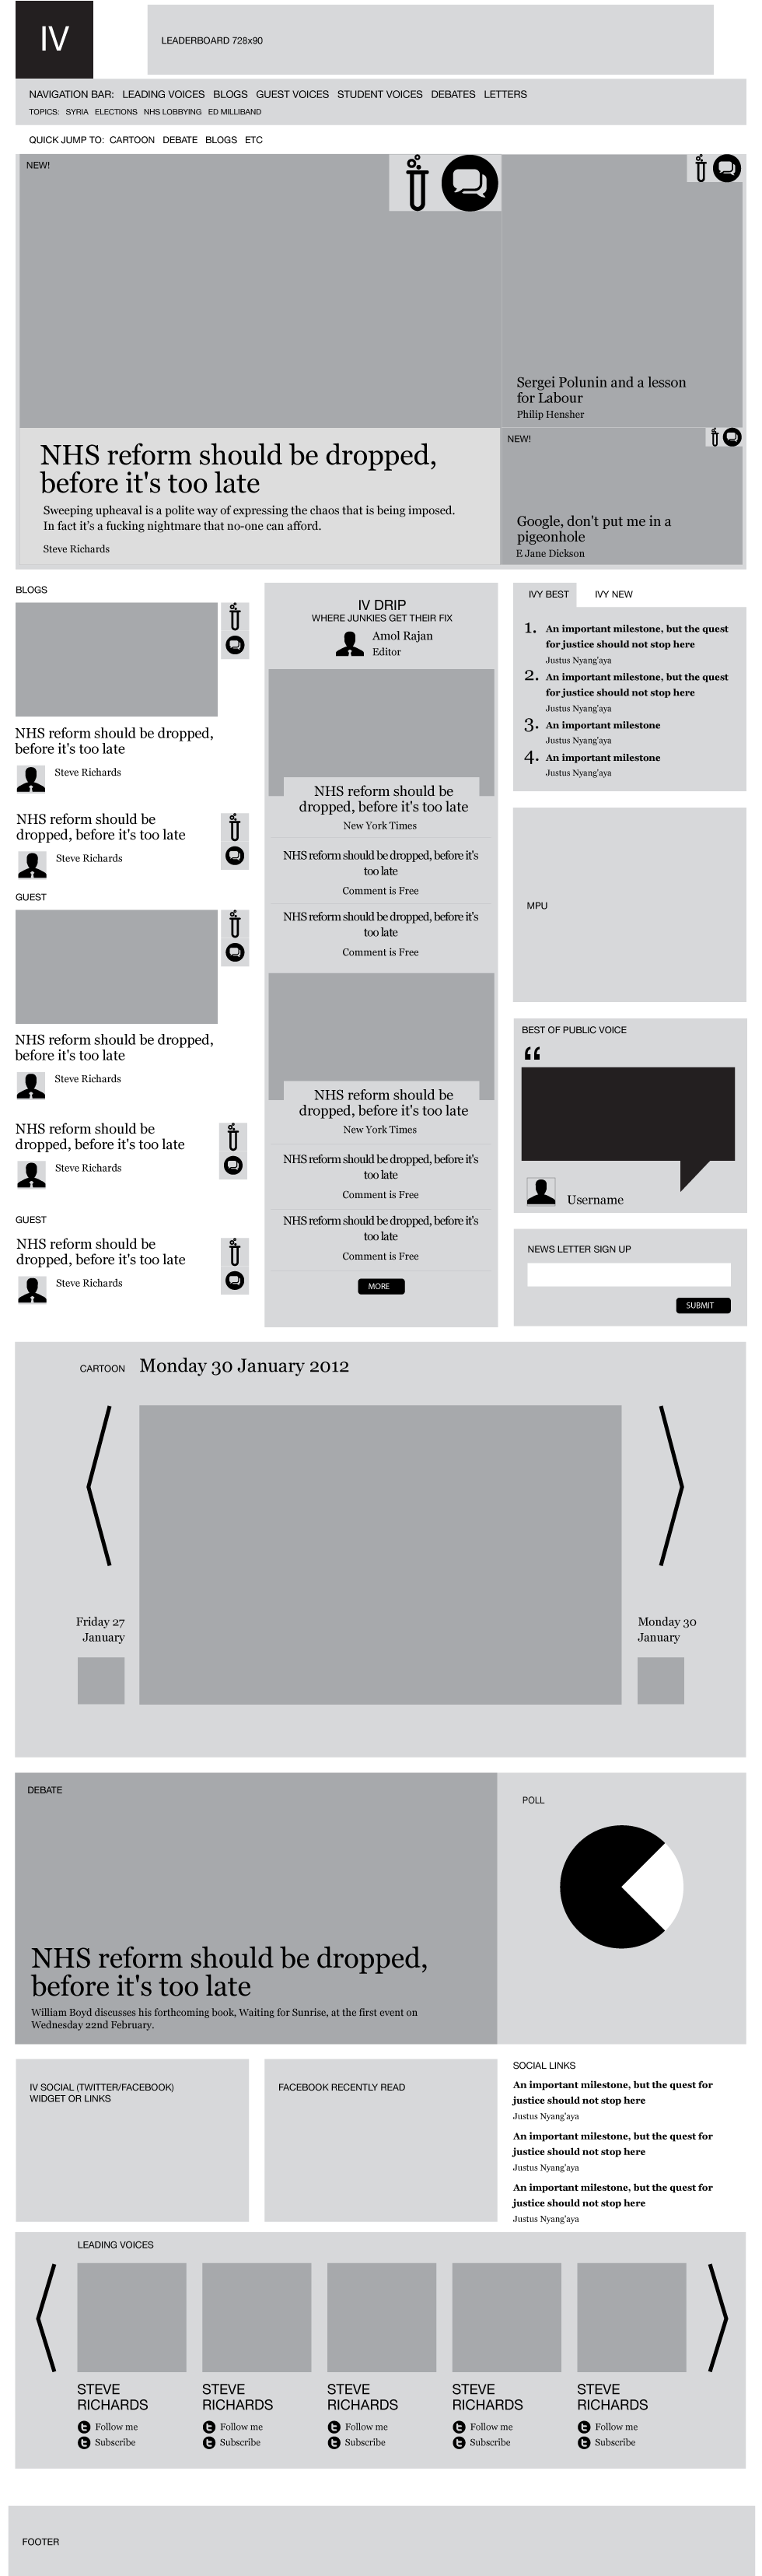 IV
LEADERBOARD 728x90
NAVIGATION BAR: LEADING VOICES BLOGS GUEST VOICES STUDENT VOICES DEBATES LETTERS
TOPICS: SYRIA ELECTIONS NHS LOBBYING ED MILLIBAND
QUICK JUMP TO: CARTOON DEBATE BLOGS ETC
NEW!
NHS reform should be dropped,
before it's too late
Sweeping upheaval is a polite way of expressing the chaos that is being imposed.
In fact it's a fucking nightmare that no-one can afford.
Steve Richards
Sergei Polunin and a lesson
for Labour
Philip Hensher
NEW!
Google, don't put me in a
pigeonhole
E Jane Dickson
BLOGS
NHS reform should be dropped,
before it's too late
Steve Richards
NHS reform should be
dropped, before it's too late
Steve Richards
GUEST
NHS reform should be dropped,
before it's too late
Steve Richards
NHS reform should be
dropped, before it's too late
Steve Richards
GUEST
NHS reform should be
dropped, before it's too late
Steve Richards
IV DRIP
WHERE JUNKIES GET THEIR FIX
Amol Rajan
Editor
NHS reform should be
dropped, before it's too late
New York Times
NHS reform should be dropped, before it's
too late
Comment is Free
NHS reform should be dropped, before it's
too late
Comment is Free
NHS reform should be
dropped, before it's too late
New York Times
NHS reform should be dropped, before it's
too late
Comment is Free
NHS reform should be dropped, before it's
too late
Comment is Free
MORE
IVY BEST IVY NEW
1. An important milestone, but the quest
for justice should not stop here
Justus Nyang'aya
2. An important milestone, but the quest
for justice should not stop here
Justus Nyang'aya
3. An important milestone
Justus Nyang'aya
4. An important milestone
Justus Nyang'aya
MPU
BEST OF PUBLIC VOICE
“
Username
NEWS LETTER SIGN UP
SUBMIT
CARTOON Monday 30 January 2012
Friday 27
January
Monday 30
January
DEBATE
NHS reform should be dropped,
before it's too late
William Boyd discusses his forthcoming book, Waiting for Sunrise, at the first event on
Wednesday 22nd February.
POLL
IV SOCIAL (TWITTER/FACEBOOK)
WIDGET OR LINKS
FACEBOOK RECENTLY READ
SOCIAL LINKS
An important milestone, but the quest for
justice should not stop here
Justus Nyang'aya
An important milestone, but the quest for
justice should not stop here
Justus Nyang'aya
An important milestone, but the quest for
justice should not stop here
Justus Nyang'aya
LEADING VOICES
STEVE
RICHARDS
Follow me
Subscribe
STEVE
RICHARDS
Follow me
Subscribe
STEVE
RICHARDS
Follow me
Subscribe
STEVE
RICHARDS
Follow me
Subscribe
STEVE
RICHARDS
Follow me
Subscribe
FOOTER